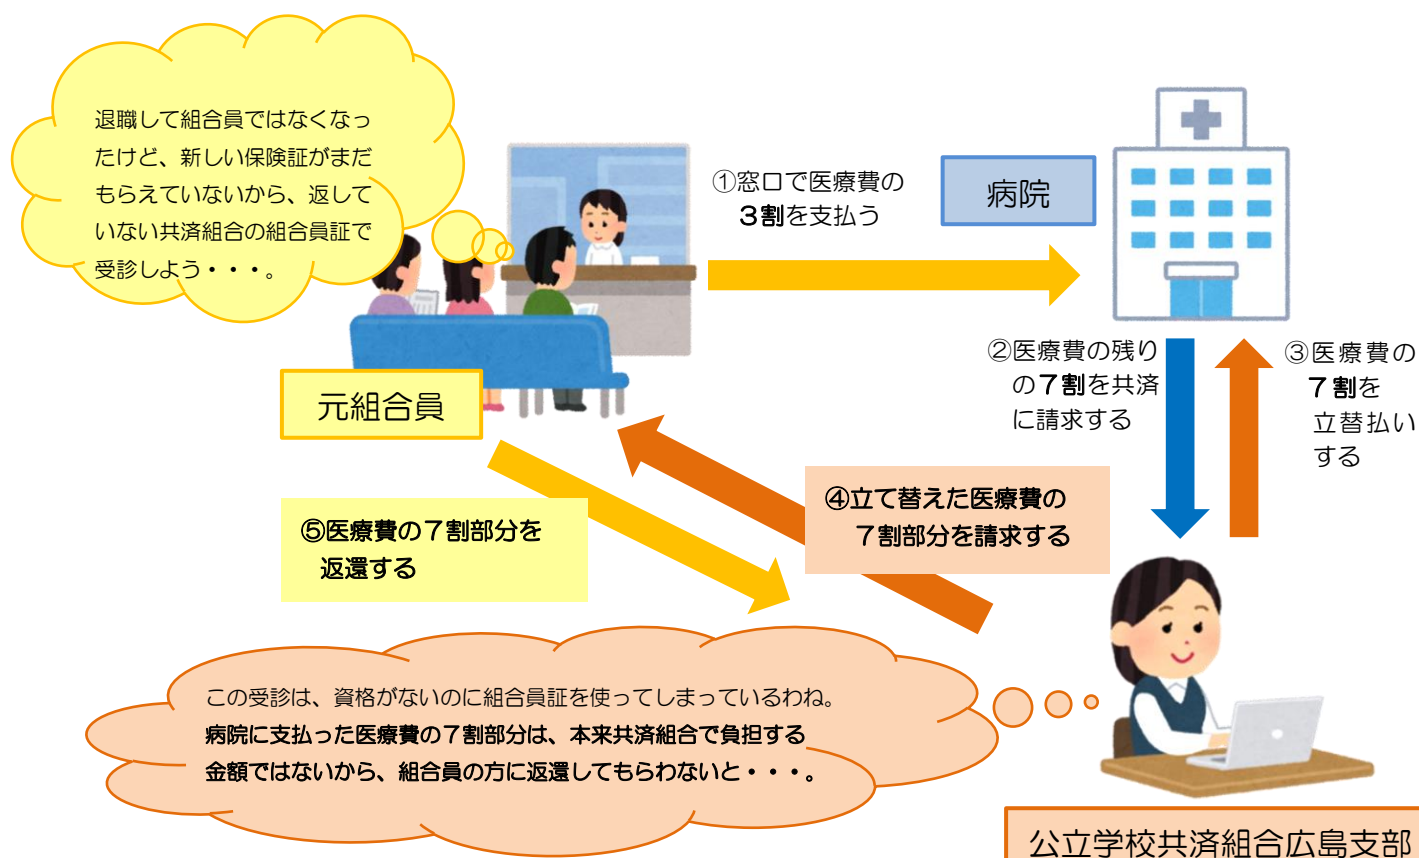 退職して組合員ではなくなっ
たけど、新しい保険証がまだ
もらえていないから、返して
いない共済組合の組合員証で
受診しよう・・・。
①窓口で医療費の
３割を支払う
病院
元組合員
②医療費の残り
の７割を共済
に請求する
③医療費の
７割を
立替払い
する
④立て替えた医療費の
７割部分を請求する
⑤医療費の７割部分を
返還する
この受診は、資格がないのに組合員証を使ってしまっているわね。
病院に支払った医療費の７割部分は、本来共済組合で負担する
金額ではないから、組合員の方に返還してもらわないと・・・。
公立学校共済組合広島支部